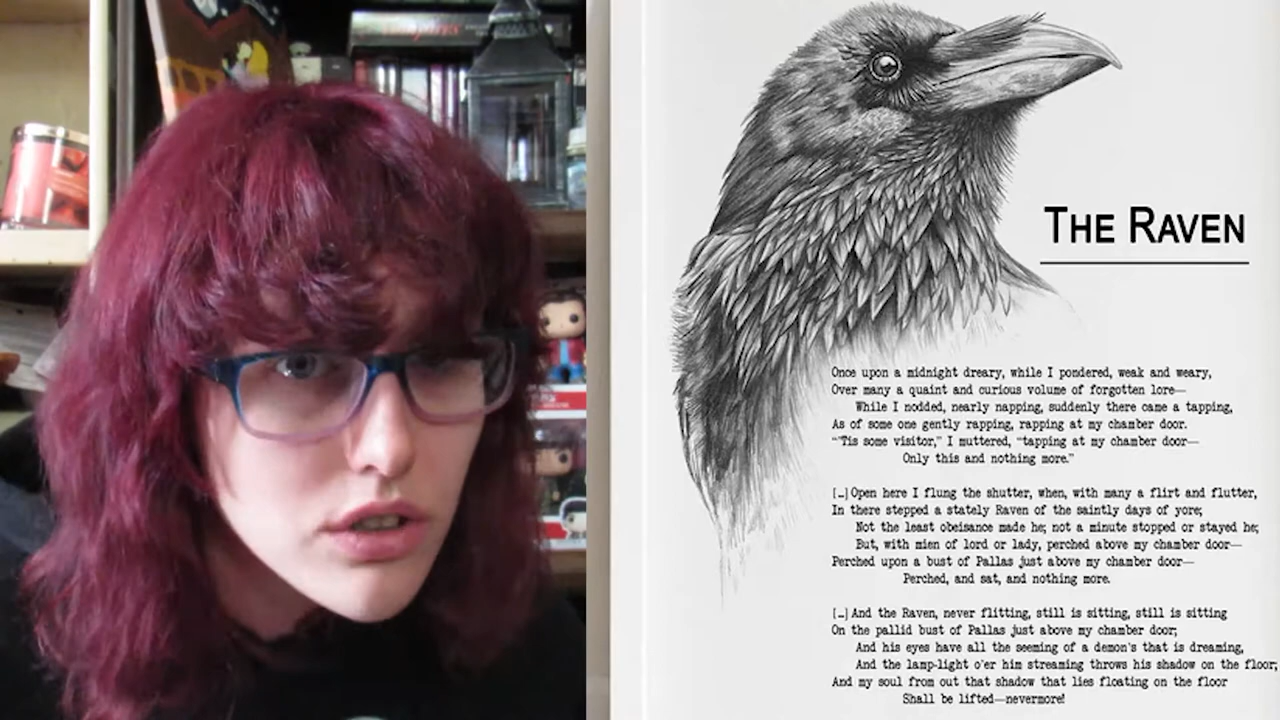 The Raven
Once upon a midnight dreary, while I pondered, weak and weary,
Over many a quaint and curious volume of forgotten lore—
While I nodded, nearly napping, suddenly there came a tapping,
As of some one gently rapping, rapping at my chamber door.
“'Tis some visitor,” I muttered, “tapping at my chamber door—
Only this and nothing more.”
[...] Open here I flung the shutter, when, with many a flirt and flutter,
In there stepped a stately Raven of the saintly days of yore;
Not the least obeisance made he; not a minute stopped or stayed he;
But, with mien of lord or lady, perched above my chamber door—
Perched upon a bust of Pallas just above my chamber door—
Perched, and sat, and nothing more.
[...] And the Raven, never flitting, still is sitting, still is sitting
On the pallid bust of Pallas just above my chamber door;
And his eyes have all the seeming of a demon's that is dreaming,
And the lamp-light o'er him streaming throws his shadow on the floor;
And my soul from out that shadow that lies floating on the floor
Shall be lifted—nevermore!